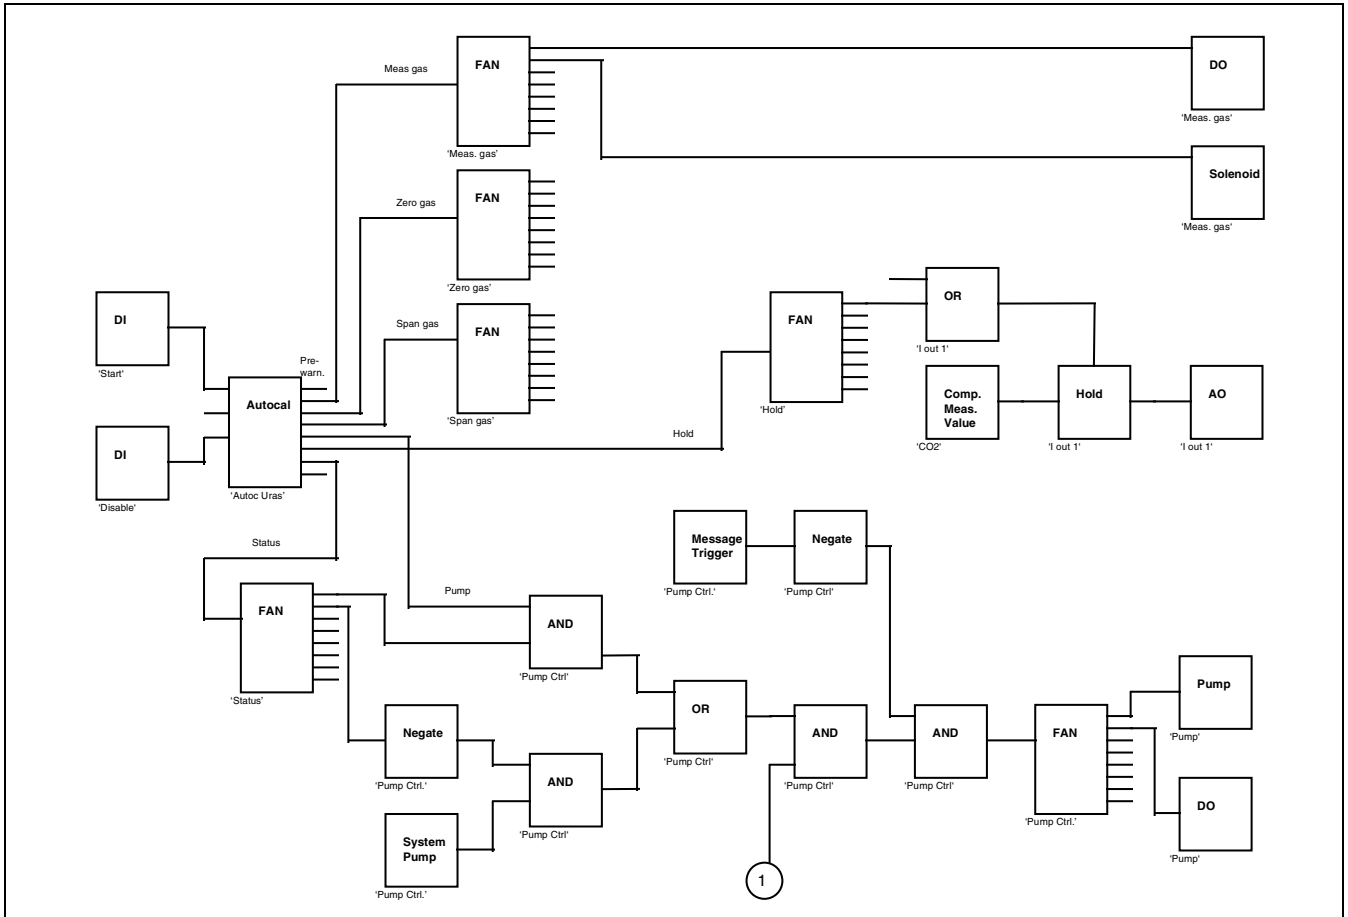 FAN
DO
Meas gas
'Meas. gas'
'Meas. gas'
FAN
Solenoid
Zero gas
'Meas. gas'
'Zero gas'
FAN
OR
DI
Span gas
FAN
'I out 1'
'Start'
Pre-
warn.
Autocal
'Span gas'
'Hold'
Comp.
Meas.
Value
Hold
AO
Hold
'CO2'
'I out 1'
'I out 1'
DI
'Autoc Uras'
'Disable'
Message
Trigger
Negate
Status
'Pump Ctrl.'
'Pump Ctrl'
Pump
FAN
AND
'Pump Ctrl'
Pump
'Status'
OR
Negate
AND
AND
FAN
'Pump'
'Pump Ctrl'
'Pump Ctrl.'
AND
'Pump Ctrl'
'Pump Ctrl'
DO
'Pump Ctrl.'
'Pump Ctrl'
System
Pump
'Pump'
1
'Pump Ctrl.'